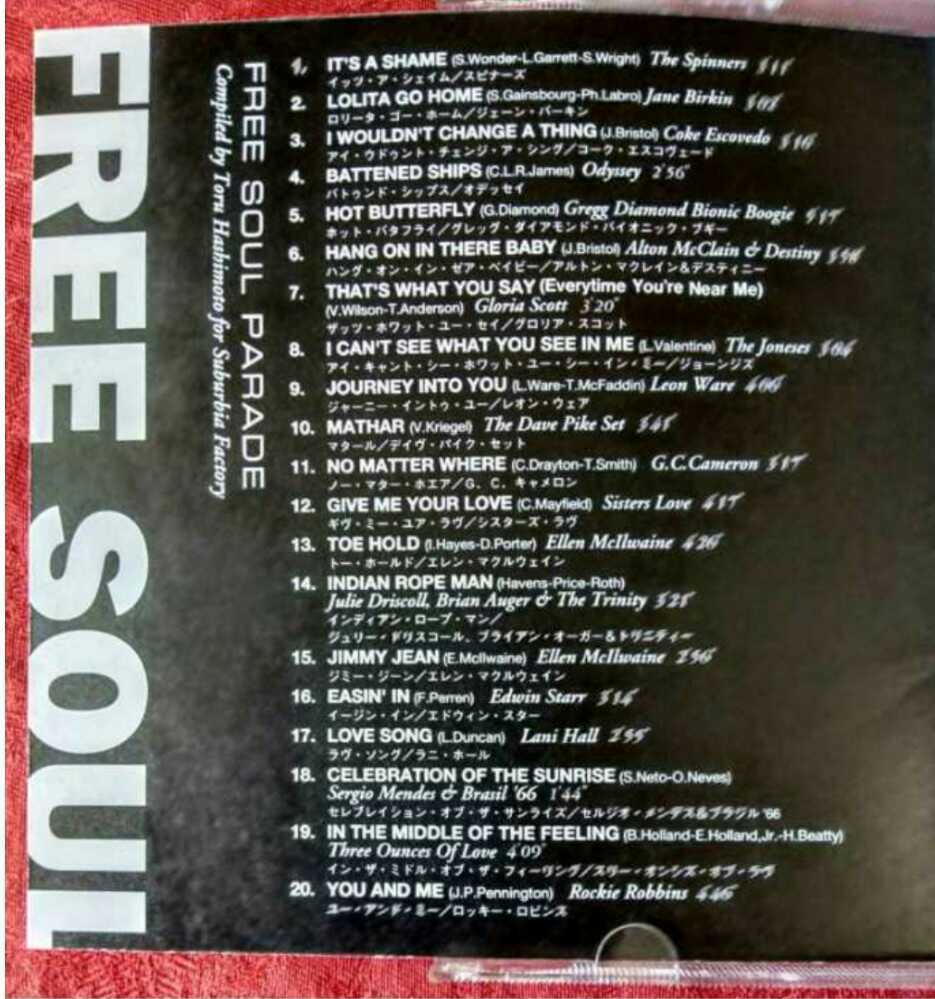 FREE SOUL
FREE SOUL PARADE
Compiled by Toru Hashimoto for Suburbia Factory
1. IT'S A SHAME (S.Wonder-L.Garrett-S.Wright) The Spinners
イッツ・ア・シェイム/スピナーズ
2. LOLITA GO HOME (S.Gainsbourg-Ph.Labro) Jane Birkin
ロリータ・ゴー・ホーム/ジェーン・バーキン
3. I WOULDN'T CHANGE A THING (J.Bristol) Coke Escovedo
アイ・ウドゥント・チェンジ・ア・シング/コーク・エスコヴェード
4. BATTENED SHIPS (C.L.R.James) Odyssey 2'56"
バトゥンド・シップス/オデッセイ
5. HOT BUTTERFLY (G.Diamond) Gregg Diamond Bionic Boogie
ホット・バタフライ/グレッグ・ダイアモンド・バイオニック・ブギー
6. HANG ON IN THERE BABY (J.Bristol) Alton McClain & Destiny
ハング・オン・イン・ゼア・ベイビー/アルトン・マクレイン&デスティニー
7. THAT'S WHAT YOU SAY (Everytime You're Near Me)
(V.Wilson-T.Anderson) Gloria Scott 3'20"
ザッツ・ホワット・ユー・セイ/グロリア・スコット
8. I CAN'T SEE WHAT YOU SEE IN ME (L.Valentine) The Joneses
アイ・キャント・シー・ホワット・ユー・シー・イン・ミー/ジョーンジズ
9. JOURNEY INTO YOU (L.Ware-T.McFaddin) Leon Ware
ジャーニー・イントゥ・ユー/レオン・ウェア
10. MATHAR (V.Kriegel) The Dave Pike Set
マタール/デイヴ・パイク・セット
11. NO MATTER WHERE (C.Drayton-T.Smith) G.C.Cameron
ノー・マター・ホエア/G.C.キャメロン
12. GIVE ME YOUR LOVE (C.Mayfield) Sisters Love
ギヴ・ミー・ユア・ラヴ/シスターズ・ラヴ
13. TOE HOLD (I.Hayes-D.Porter) Ellen McIlwaine
トー・ホールド/エレン・マクルウェイン
14. INDIAN ROPE MAN (Havens-Price-Roth)
Julie Driscoll, Brian Auger & The Trinity
インディアン・ロープ・マン/
ジュリー・ドリスコール、ブライアン・オーガー&トリニティー
15. JIMMY JEAN (E.McIlwaine) Ellen McIlwaine
ジミー・ジーン/エレン・マクルウェイン
16. EASIN' IN (F.Perren) Edwin Starr
イージン・イン/エドウィン・スター
17. LOVE SONG (L.Duncan) Lani Hall
ラヴ・ソング/ラニ・ホール
18. CELEBRATION OF THE SUNRISE (S.Neto-O.Neves)
Sergio Mendes & Brasil '66 1'44"
セレブレイション・オブ・ザ・サンライズ/セルジオ・メンデス&ブラジル '66
19. IN THE MIDDLE OF THE FEELING (B.Holland-E.Holland,Jr.-H.Beatty)
Three Ounces Of Love 4'09"
イン・ザ・ミドル・オブ・ザ・フィーリング/スリー・オンシズ・オブ・ラヴ
20. YOU AND ME (J.P.Pennington) Rockie Robbins
ユー・アンド・ミー/ロッキー・ロビンス